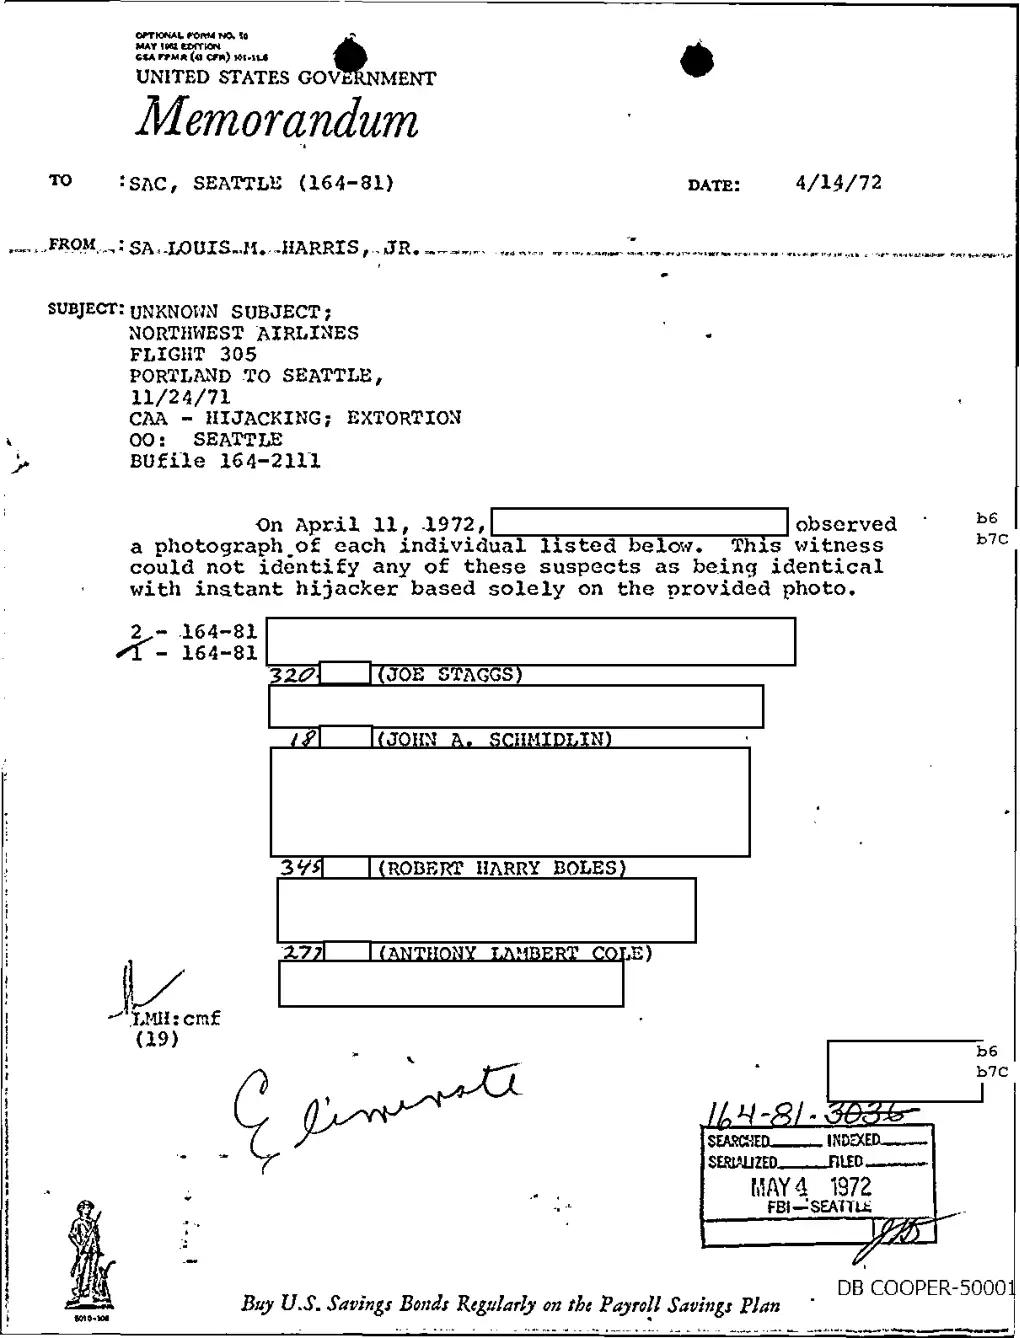 OPTIONAL FORM NO. 10
MAY 1962 EDITION
GSA FPMR (41 CFR) 101-11.6
UNITED STATES GOVERNMENT
Memorandum
TO : SAC, SEATTLE (164-81) DATE: 4/14/72
FROM : SA LOUIS M. HARRIS, JR.
SUBJECT: UNKNOWN SUBJECT;
NORTHWEST AIRLINES
FLIGHT 305
PORTLAND TO SEATTLE,
11/24/71
CAA - HIJACKING; EXTORTION
OO: SEATTLE
BUfile 164-2111
On April 11, 1972, observed b6
a photograph of each individual listed below. This witness b7C
could not identify any of these suspects as being identical
with instant hijacker based solely on the provided photo.
2 - 164-81
1 - 164-81
320 (JOE STAGGS)
18 (JOHN A. SCHMIDLIN)
345 (ROBERT HARRY BOLES)
277 (ANTHONY LAMBERT COLE)
LMH:cmf
(19)
b6
b7C
Eliminate
164-81-3036
SEARCHED INDEXED
SERIALIZED FILED
MAY 4 1972
FBI-SEATTLE
DB COOPER-50001
5010-108
Buy U.S. Savings Bonds Regularly on the Payroll Savings Plan